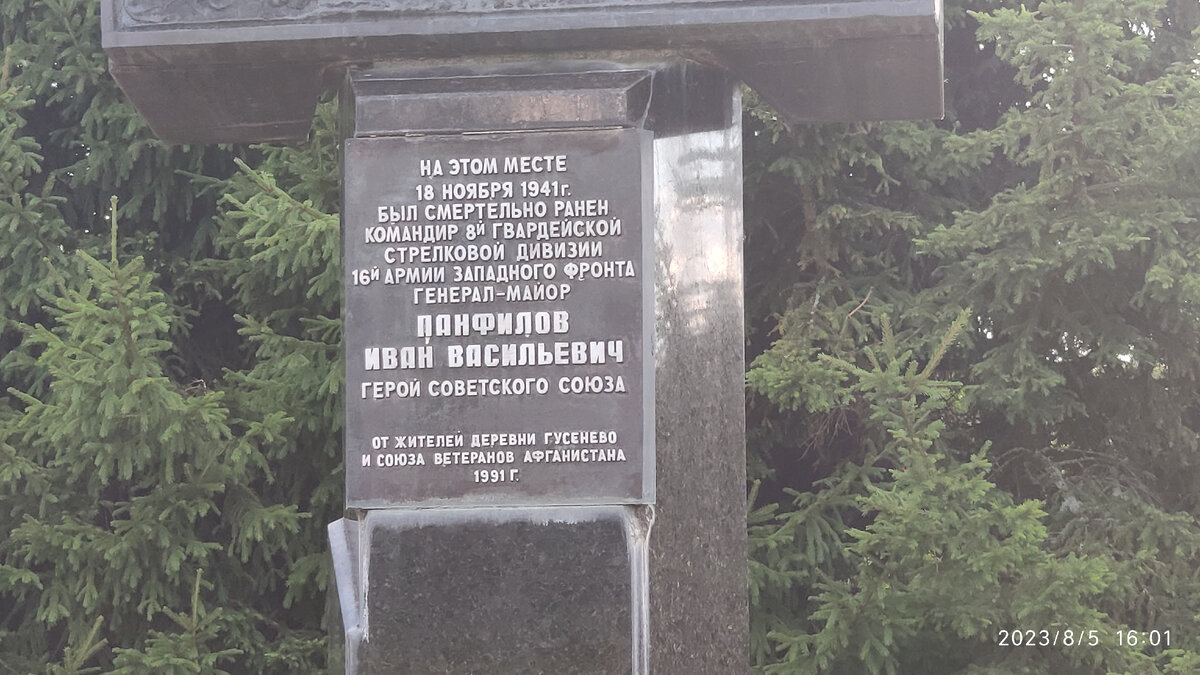 НА ЭТОМ МЕСТЕ
18 НОЯБРЯ 1941 г.
БЫЛ СМЕРТЕЛЬНО РАНЕН
КОМАНДИР 8й ГВАРДЕЙСКОЙ
СТРЕЛКОВОЙ ДИВИЗИИ
16й АРМИИ ЗАПАДНОГО ФРОНТА
ГЕНЕРАЛ-МАЙОР
ПАНФИЛОВ
ИВАН ВАСИЛЬЕВИЧ
ГЕРОЙ СОВЕТСКОГО СОЮЗА
ОТ ЖИТЕЛЕЙ ДЕРЕВНИ ГУСЕНЕВО
И СОЮЗА ВЕТЕРАНОВ АФГАНИСТАНА
1991 Г.
2023/8/5 16:01